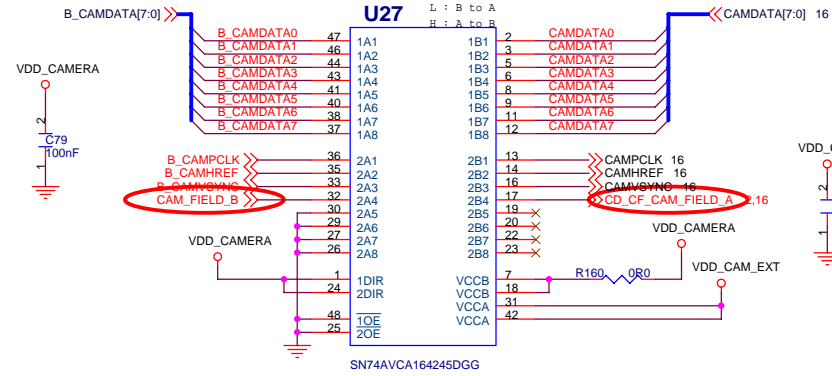 B_CAMDATA[7:0]
U27
L : B to A
H : A to B
CAMDATA[7:0] 16
B_CAMDATA0 47 1A1 1B1 2 CAMDATA0
B_CAMDATA1 46 1A2 1B2 3 CAMDATA1
B_CAMDATA2 44 1A3 1B3 5 CAMDATA2
B_CAMDATA3 43 1A4 1B4 6 CAMDATA3
B_CAMDATA4 41 1A5 1B5 8 CAMDATA4
B_CAMDATA5 40 1A6 1B6 9 CAMDATA5
B_CAMDATA6 38 1A7 1B7 11 CAMDATA6
B_CAMDATA7 37 1A8 1B8 12 CAMDATA7
VDD_CAMERA
2
C79
100nF
1
B_CAMPCLK 36 2A1 2B1 13 CAMPCLK 16
B_CAMHREF 35 2A2 2B2 14 CAMHREF 16
B_CAMVSYNC 33 2A3 2B3 16 CAMVSYNC 16
CAM_FIELD_B 32 2A4 2B4 17 CD_CF_CAM_FIELD_A 2,16
30 2A5 2B5 19
29 2A6 2B6 20
27 2A7 2B7 22
26 2A8 2B8 23
VDD_CAMERA
VDD_CAMERA
1 1DIR VCCB 7 R160 0R0
24 2DIR VCCB 18
VDD_CAM_EXT
VCCA 31
48 1OE VCCA 42
25 2OE
SN74AVCA164245DGG
2
1